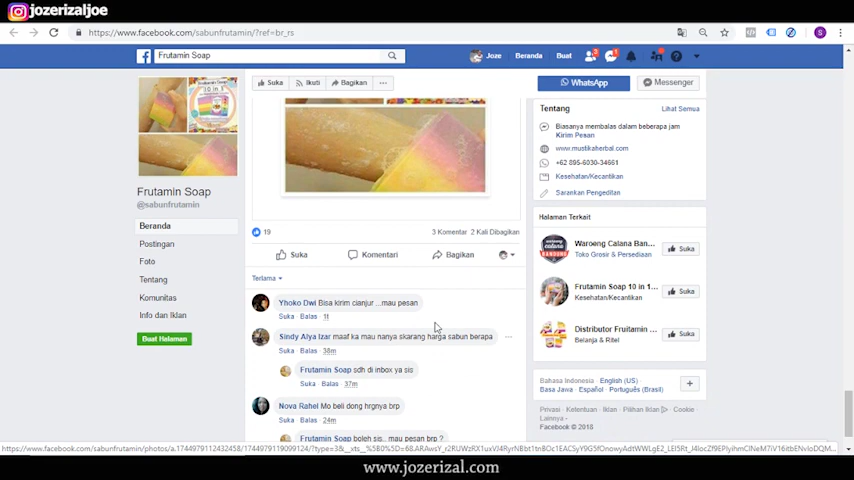 jozerizaljoe
https://www.facebook.com/sabunfrutamin/?ref=br_rs
Frutamin Soap
Joze
Beranda
Buat
Suka
Ikuti
Bagikan
WhatsApp
Messenger
Frutamin Soap
@sabunfrutamin
Beranda
Postingan
Foto
Tentang
Komunitas
Info dan Iklan
Buat Halaman
19
3 Komentar 2 Kali Dibagikan
Suka
Komentari
Bagikan
Terlama
Yhoko Dwi Bisa kirim cianjur ...mau pesan
Suka · Balas · 1t
Sindy Alya Izar maaf ka mau nanya skarang harga sabun berapa
Suka · Balas · 38m
Frutamin Soap sdh di inbox ya sis
Suka · Balas · 37m
Nova Rahel Mo beli dong hrgnya brp
Suka · Balas · 24m
Frutamin Soap boleh sis.. mau pesan brp ?
Tentang
Lihat Semua
Biasanya membalas dalam beberapa jam
Kirim Pesan
www.mustikaherbal.com
+62 895-6030-34661
Kesehatan/Kecantikan
Sarankan Pengeditan
Halaman Terkait
Waroeng Calana Ban...
Toko Grosir & Persediaan
Suka
Frutamin Soap 10 in 1...
Kesehatan/Kecantikan
Suka
Distributor Fruitamin ...
Belanja & Ritel
Suka
Bahasa Indonesia · English (US) ·
Basa Jawa · Español · Português (Brasil)
Privasi · Ketentuan · Iklan · Pilihan Iklan · Cookie ·
Lainnya
Facebook © 2018
www.jozerizal.com